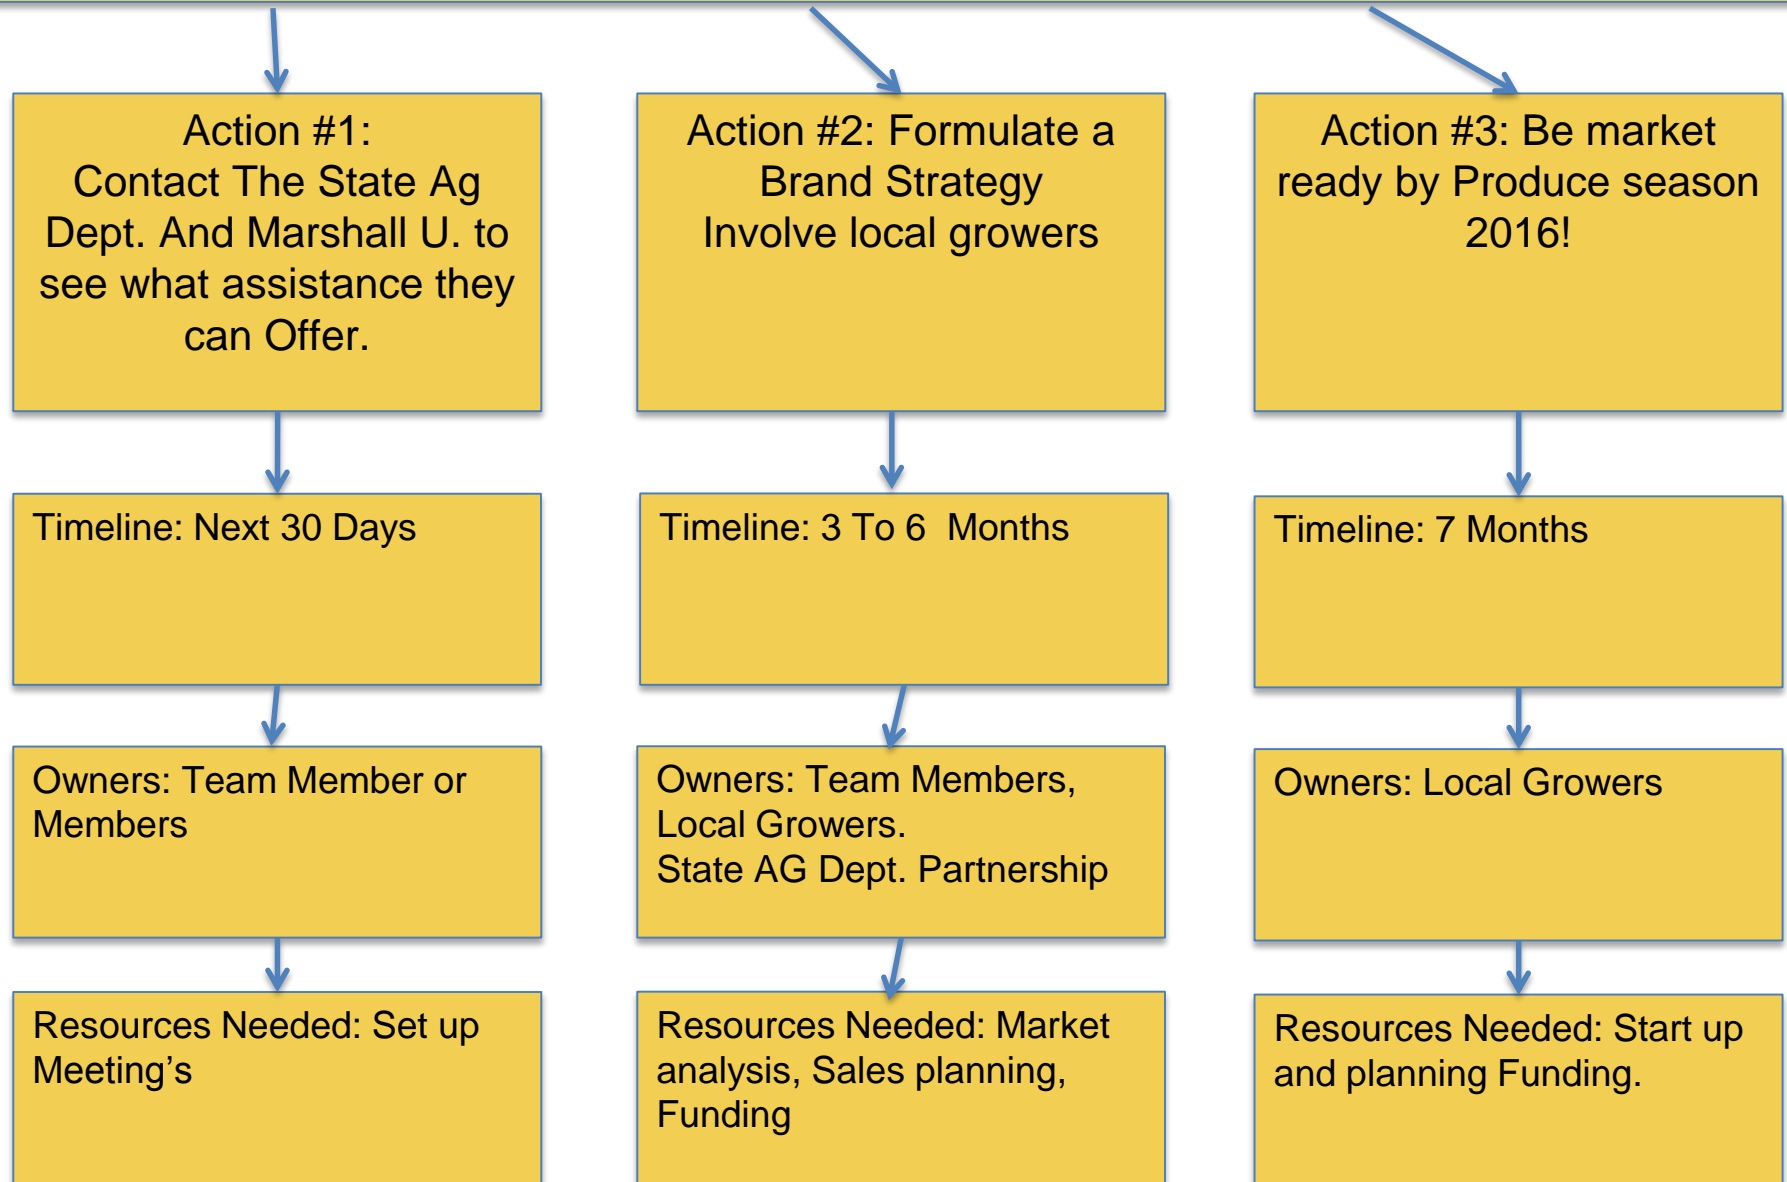 Action #1:
Contact The State Ag
Dept. And Marshall U. to
see what assistance they
can Offer.
Action #2: Formulate a
Brand Strategy
Involve local growers
Action #3: Be market
ready by Produce season
2016!
Timeline: Next 30 Days
Timeline: 3 To 6  Months
Timeline: 7 Months
Owners: Team Member or
Members
Owners: Team Members,
Local Growers.
State AG Dept. Partnership
Owners: Local Growers
Resources Needed: Set up
Meeting’s
Resources Needed: Market
analysis, Sales planning,
Funding
Resources Needed: Start up
and planning Funding.